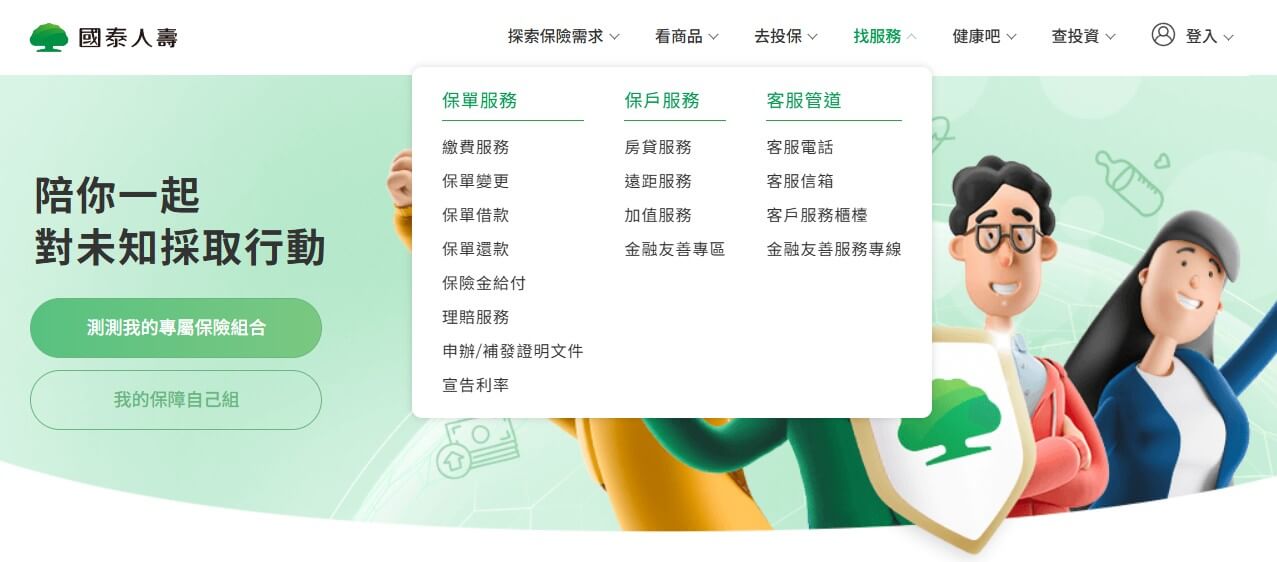 國泰人壽
探索保險需求
看商品
去投保
找服務
健康吧
查投資
登入
陪你一起
對未知採取行動
測測我的專屬保險組合
我的保障自己組
保單服務
繳費服務
保單變更
保單借款
保單還款
保險金給付
理賠服務
申辦/補發證明文件
宣告利率
保戶服務
房貸服務
遠距服務
加值服務
金融友善專區
客服管道
客服電話
客服信箱
客戶服務櫃檯
金融友善服務專線